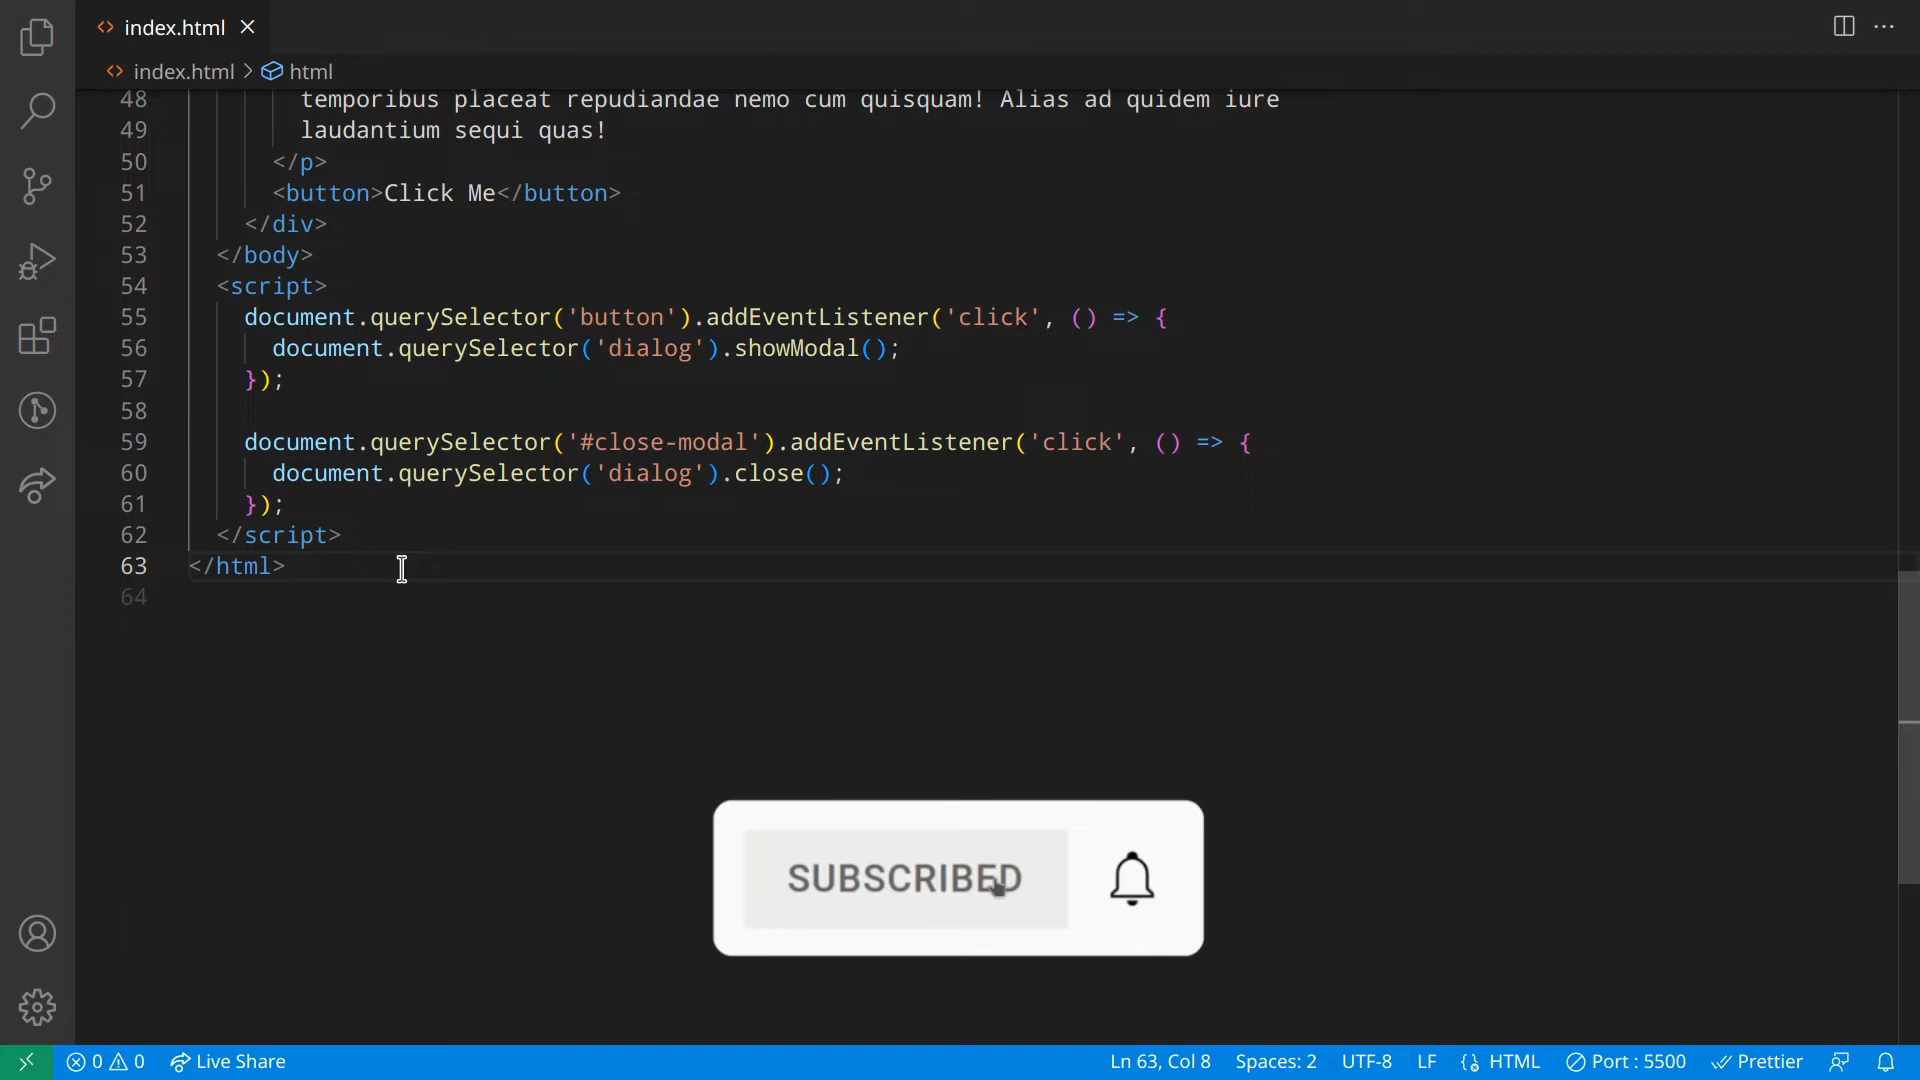 index.html
index.html > html
48 temporibus placeat repudiandae nemo cum quisquam! Alias ad quidem iure
49 laudantium sequi quas!
50 </p>
51 <button>Click Me</button>
52 </div>
53 </body>
54 <script>
55 document.querySelector('button').addEventListener('click', () => {
56 document.querySelector('dialog').showModal();
57 });
58
59 document.querySelector('#close-modal').addEventListener('click', () => {
60 document.querySelector('dialog').close();
61 });
62 </script>
63 </html>
64
SUBSCRIBED
0 0 Live Share Ln 63, Col 8 Spaces: 2 UTF-8 LF HTML Port : 5500 Prettier